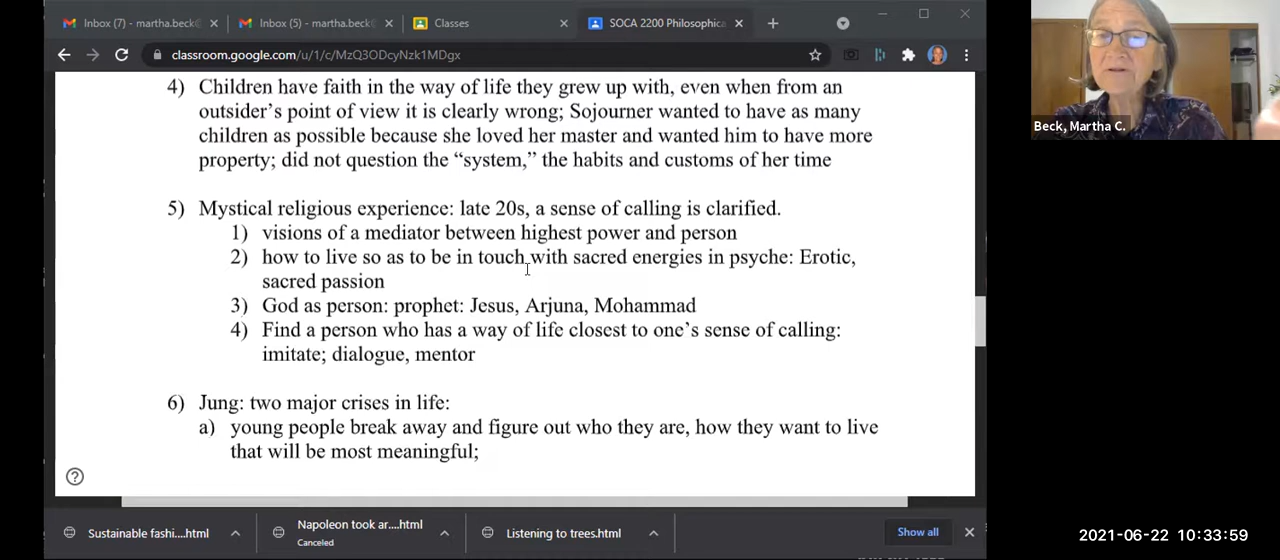 Inbox (7) - martha.beck@
Inbox (5) - martha.beck@
Classes
SOCA 2200 Philosophica
classroom.google.com/u/1/c/MzQ3ODcyNzk1MDgx
4) Children have faith in the way of life they grew up with, even when from an
outsider’s point of view it is clearly wrong; Sojourner wanted to have as many
children as possible because she loved her master and wanted him to have more
property; did not question the “system,” the habits and customs of her time
5) Mystical religious experience: late 20s, a sense of calling is clarified.
1) visions of a mediator between highest power and person
2) how to live so as to be in touch with sacred energies in psyche: Erotic,
sacred passion
3) God as person: prophet: Jesus, Arjuna, Mohammad
4) Find a person who has a way of life closest to one’s sense of calling:
imitate; dialogue, mentor
6) Jung: two major crises in life:
a) young people break away and figure out who they are, how they want to live
that will be most meaningful;
Sustainable fashi....html
Napoleon took ar....html
Canceled
Listening to trees.html
Show all
Beck, Martha C.
2021-06-22 10:33:59